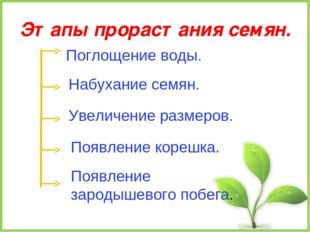 Этапы прорастания семян.
Поглощение воды.
Набухание семян.
Увеличение размеров.
Появление корешка.
Появление
зародышевого побега.